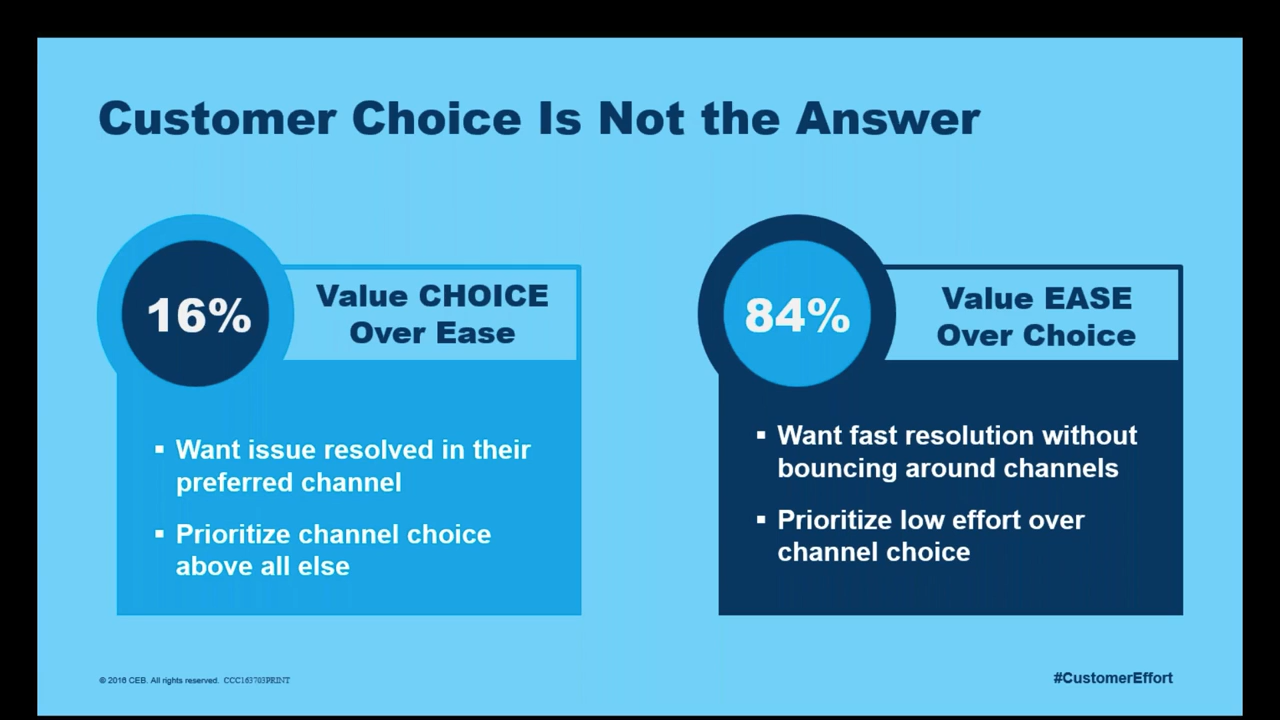 Customer Choice Is Not the Answer
16%
Value CHOICE
Over Ease
▪ Want issue resolved in their
preferred channel
▪ Prioritize channel choice
above all else
84%
Value EASE
Over Choice
▪ Want fast resolution without
bouncing around channels
▪ Prioritize low effort over
channel choice
© 2016 CEB. All rights reserved. CCC163703PRINT
#CustomerEffort